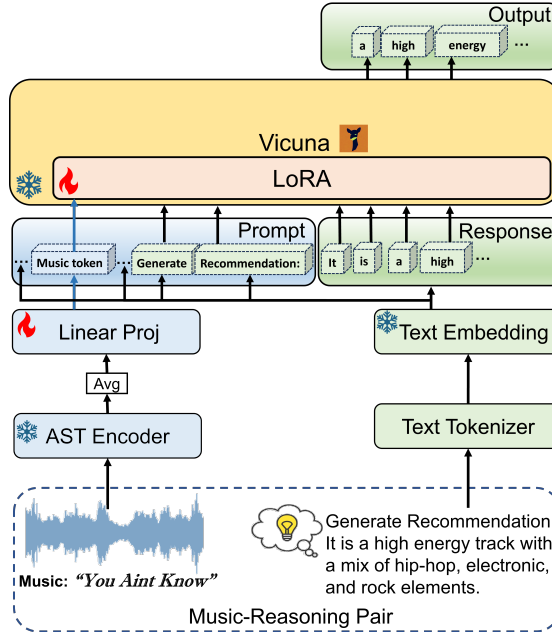 Output
a high energy ...
Vicuna
LoRA
Prompt
Response
... Music token ... Generate Recommendation:
It is a high ...
Linear Proj
Text Embedding
Avg
AST Encoder
Text Tokenizer
Generate Recommendation
It is a high energy track with
a mix of hip-hop, electronic,
and rock elements.
Music: “You Aint Know”
Music-Reasoning Pair